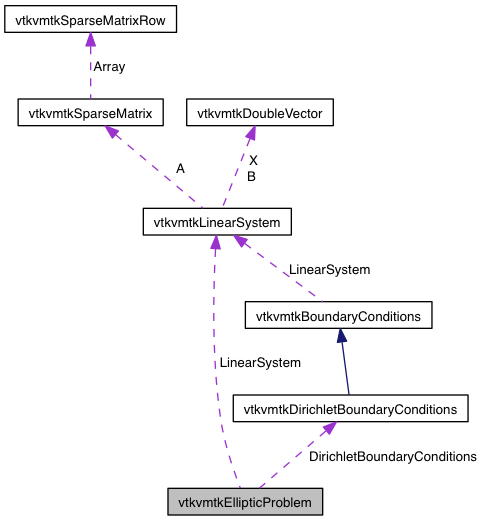 vtkvmtkSparseMatrixRow
Array
vtkvmtkSparseMatrix
vtkvmtkDoubleVector
A
X
B
vtkvmtkLinearSystem
LinearSystem
vtkvmtkBoundaryConditions
LinearSystem
vtkvmtkDirichletBoundaryConditions
DirichletBoundaryConditions
vtkvmtkEllipticProblem